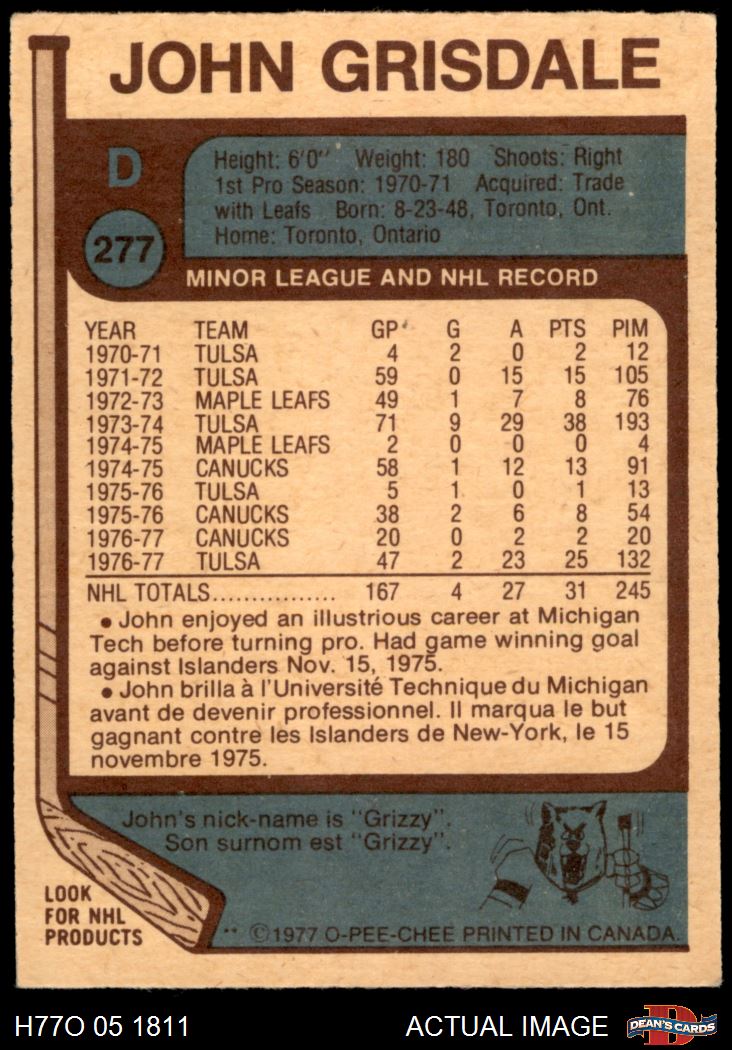 JOHN GRISDALE
D
277
Height: 6'0" Weight: 180 Shoots: Right
1st Pro Season: 1970-71 Acquired: Trade
with Leafs Born: 8-23-48, Toronto, Ont.
Home: Toronto, Ontario
MINOR LEAGUE AND NHL RECORD
YEAR TEAM GP G A PTS PIM
1970-71 TULSA 4 2 0 2 12
1971-72 TULSA 59 0 15 15 105
1972-73 MAPLE LEAFS 49 1 7 8 76
1973-74 TULSA 71 9 29 38 193
1974-75 MAPLE LEAFS 2 0 0 0 4
1974-75 CANUCKS 58 1 12 13 91
1975-76 TULSA 5 1 0 1 13
1975-76 CANUCKS 38 2 6 8 54
1976-77 CANUCKS 20 0 2 2 20
1976-77 TULSA 47 2 23 25 132
NHL TOTALS................ 167 4 27 31 245
• John enjoyed an illustrious career at Michigan
Tech before turning pro. Had game winning goal
against Islanders Nov. 15, 1975.
• John brilla à l'Université Technique du Michigan
avant de devenir professionnel. Il marqua le but
gagnant contre les Islanders de New-York, le 15
novembre 1975.
John's nick-name is "Grizzy".
Son surnom est "Grizzy".
LOOK
FOR NHL
PRODUCTS
** ©1977 O-PEE-CHEE PRINTED IN CANADA.
H77O 05 1811 ACTUAL IMAGE
D
DEAN'S CARDS